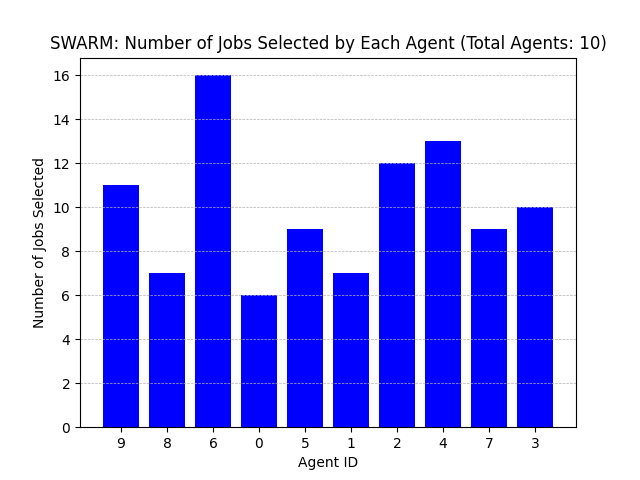 SWARM: Number of Jobs Selected by Each Agent (Total Agents: 10)
Number of Jobs Selected
16
14
12
10
8
6
4
2
0
9 8 6 0 5 1 2 4 7 3
Agent ID